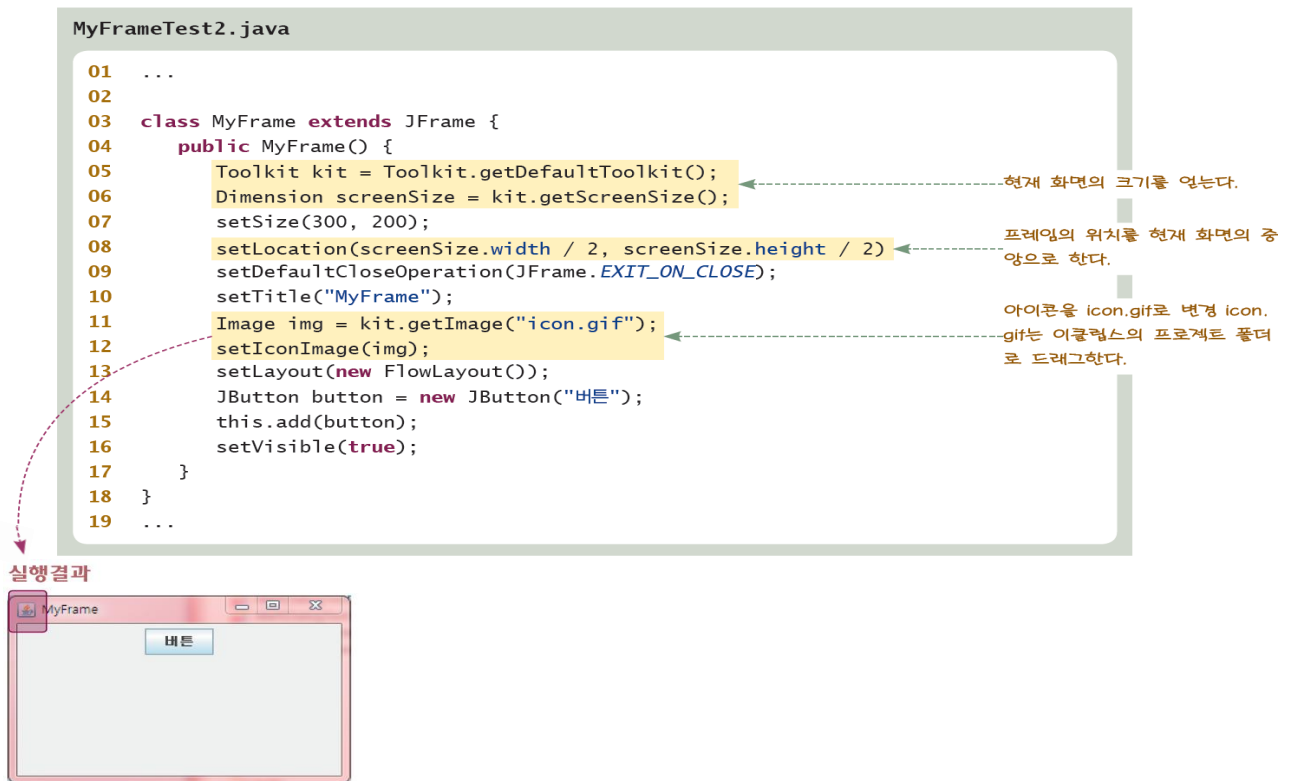 MyFrameTest2.java
01 ...
02
03 class MyFrame extends JFrame {
04 public MyFrame() {
05 Toolkit kit = Toolkit.getDefaultToolkit();
06 Dimension screenSize = kit.getScreenSize();
07 setSize(300, 200);
08 setLocation(screenSize.width / 2, screenSize.height / 2)
09 setDefaultCloseOperation(JFrame.EXIT_ON_CLOSE);
10 setTitle("MyFrame");
11 Image img = kit.getImage("icon.gif");
12 setIconImage(img);
13 setLayout(new FlowLayout());
14 JButton button = new JButton("버튼");
15 this.add(button);
16 setVisible(true);
17 }
18 }
19 ...
현재 화면의 크기를 얻는다.
프레임의 위치를 현재 화면의 중
앙으로 한다.
아이콘을 icon.gif로 변경 icon.
gif는 이클립스의 프로젝트 폴더
로 드래그한다.
실행결과
MyFrame
버튼